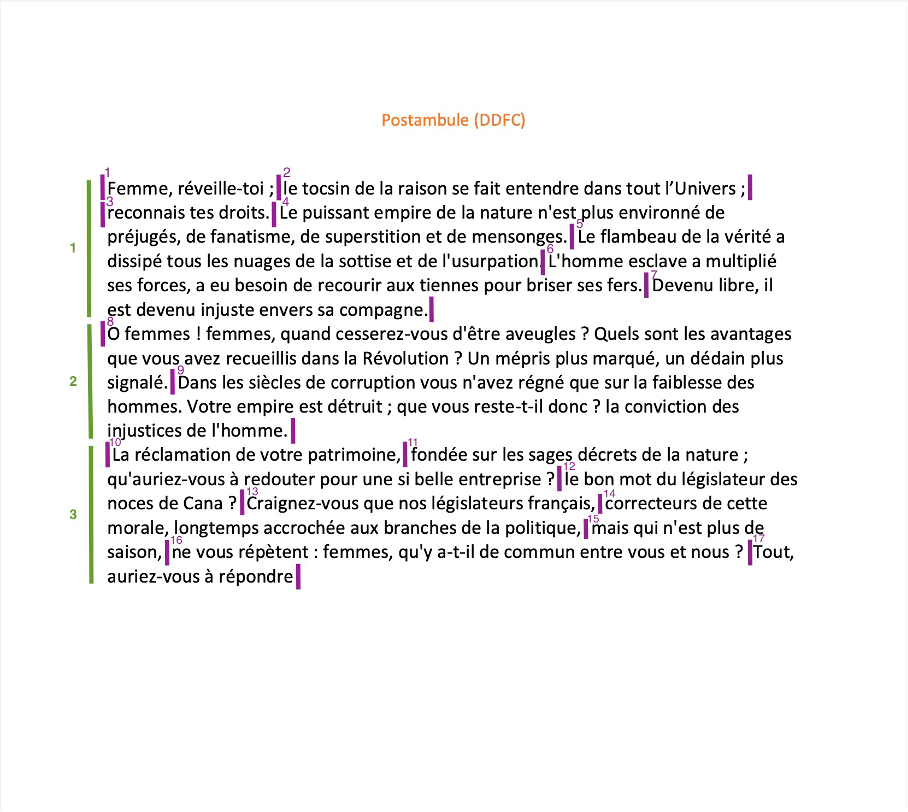 Postambule (DDFC)
1 2
Femme, réveille-toi ; le tocsin de la raison se fait entendre dans tout l’Univers ;
3 4
reconnais tes droits. Le puissant empire de la nature n'est plus environné de
5
1 préjugés, de fanatisme, de superstition et de mensonges. Le flambeau de la vérité a
6
dissipé tous les nuages de la sottise et de l'usurpation. L'homme esclave a multiplié
7
ses forces, a eu besoin de recourir aux tiennes pour briser ses fers. Devenu libre, il
est devenu injuste envers sa compagne.
8
O femmes ! femmes, quand cesserez-vous d'être aveugles ? Quels sont les avantages
que vous avez recueillis dans la Révolution ? Un mépris plus marqué, un dédain plus
9
2 signalé. Dans les siècles de corruption vous n'avez régné que sur la faiblesse des
hommes. Votre empire est détruit ; que vous reste-t-il donc ? la conviction des
injustices de l'homme.
10 11
La réclamation de votre patrimoine, fondée sur les sages décrets de la nature ;
12
qu'auriez-vous à redouter pour une si belle entreprise ? le bon mot du législateur des
13 14
noces de Cana ? Craignez-vous que nos législateurs français, correcteurs de cette
15
3 morale, longtemps accrochée aux branches de la politique, mais qui n'est plus de
16 17
saison, ne vous répètent : femmes, qu'y a-t-il de commun entre vous et nous ? Tout,
auriez-vous à répondre